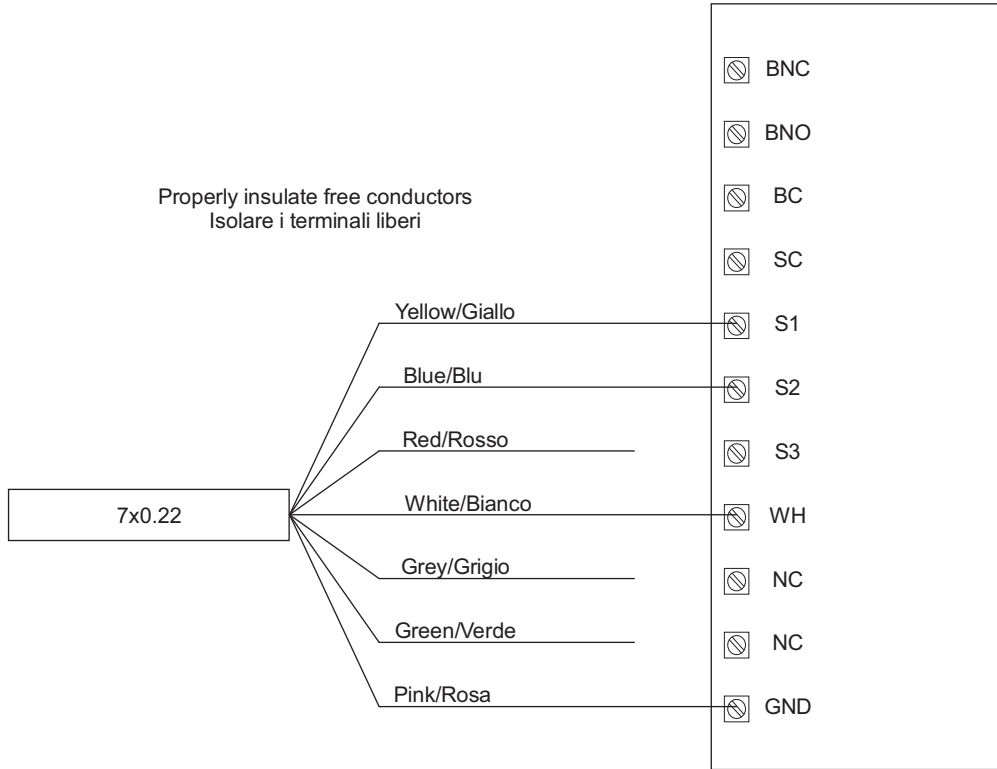 BNC
BNO
Properly insulate free conductors
Isolare i terminali liberi
BC
SC
Yellow/Giallo
S1
Blue/Blu
S2
Red/Rosso
S3
7x0.22
White/Bianco
WH
Grey/Grigio
NC
Green/Verde
NC
Pink/Rosa
GND